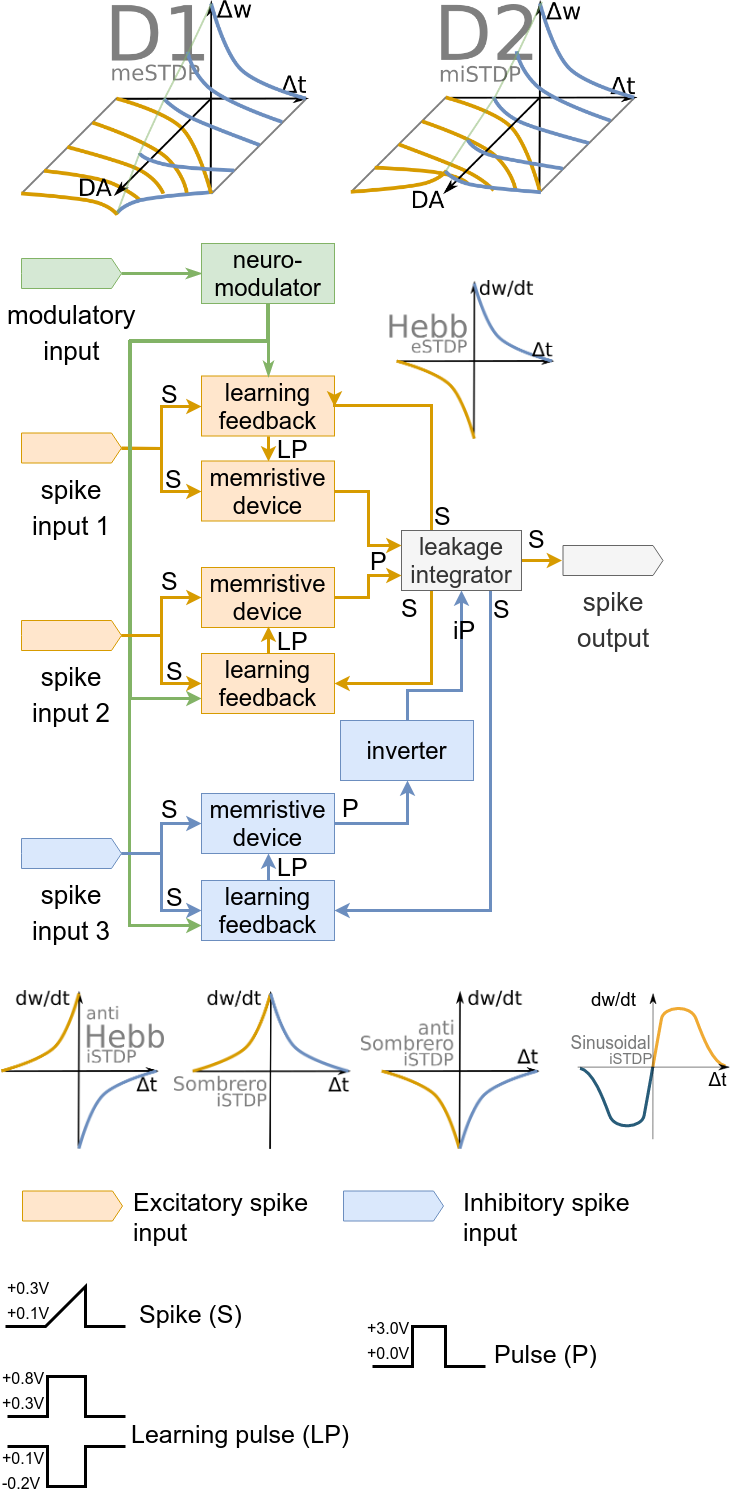 D1
meSTDP
Δw
Δt
DA
D2
miSTDP
Δw
Δt
DA
modulatory
input
neuro-
modulator
Hebb
eSTDP
dw/dt
Δt
spike
input 1
S
S
learning
feedback
LP
memristive
device
S
P
leakage
integrator
S
spike
output
spike
input 2
S
S
memristive
device
LP
learning
feedback
S
iP
S
inverter
spike
input 3
S
S
memristive
device
P
LP
learning
feedback
dw/dt
anti
Hebb
iSTDP
Δt
dw/dt
Sombrero
iSTDP
Δt
dw/dt
anti
Sombrero
iSTDP
Δt
dw/dt
Sinusoidal
iSTDP
Δt
Excitatory spike
input
Inhibitory spike
input
+0.3V
+0.1V
Spike (S)
+3.0V
+0.0V
Pulse (P)
+0.8V
+0.3V
Learning pulse (LP)
+0.1V
-0.2V